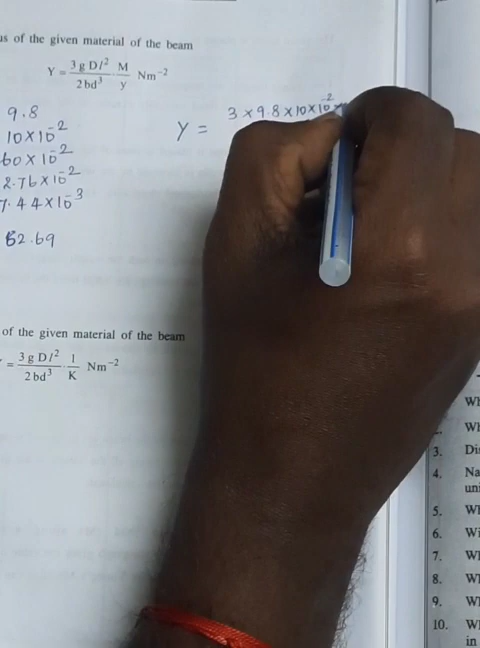 of the given material of the beam
Y = 3 g D l² / 2 b d³ · M / y Nm⁻²
9.8
10 × 10⁻²
60 × 10⁻²
2.76 × 10⁻²
7.44 × 10⁻³
52.69
Y = 3 × 9.8 × 10 × 10⁻² ×
of the given material of the beam
= 3 g D l² / 2 b d³ · 1 / K Nm⁻²
3.
4. Na
5.
6.
7.
8.
9.
10.
in